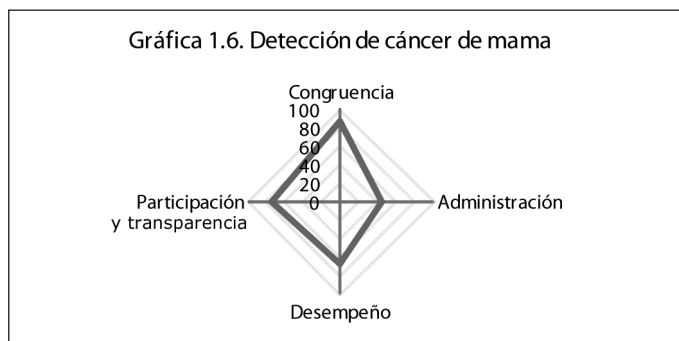 Gráfica 1.6. Detección de cáncer de mama
Congruencia
100
80
60
40
20
0
Participación
y transparencia
Administración
Desempeño